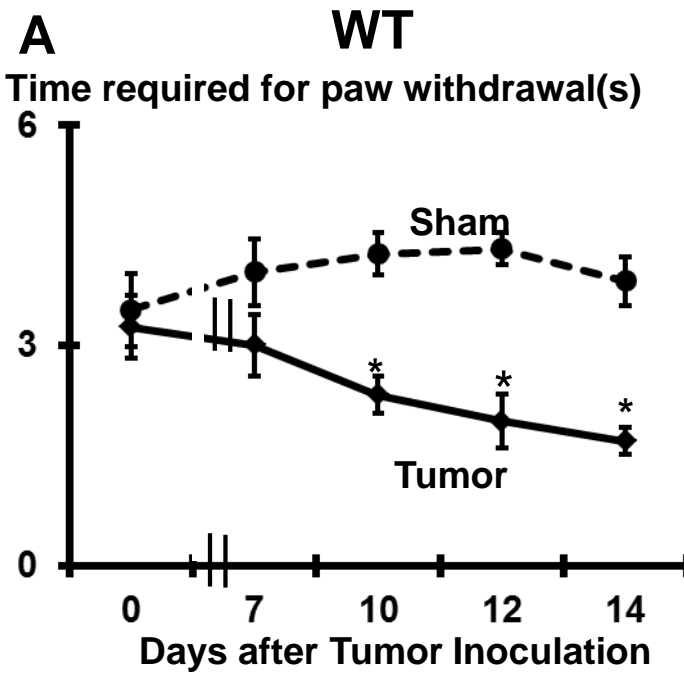 A
WT
Time required for paw withdrawal(s)
6
Sham
3
*
*
*
Tumor
0
0 7 10 12 14
Days after Tumor Inoculation